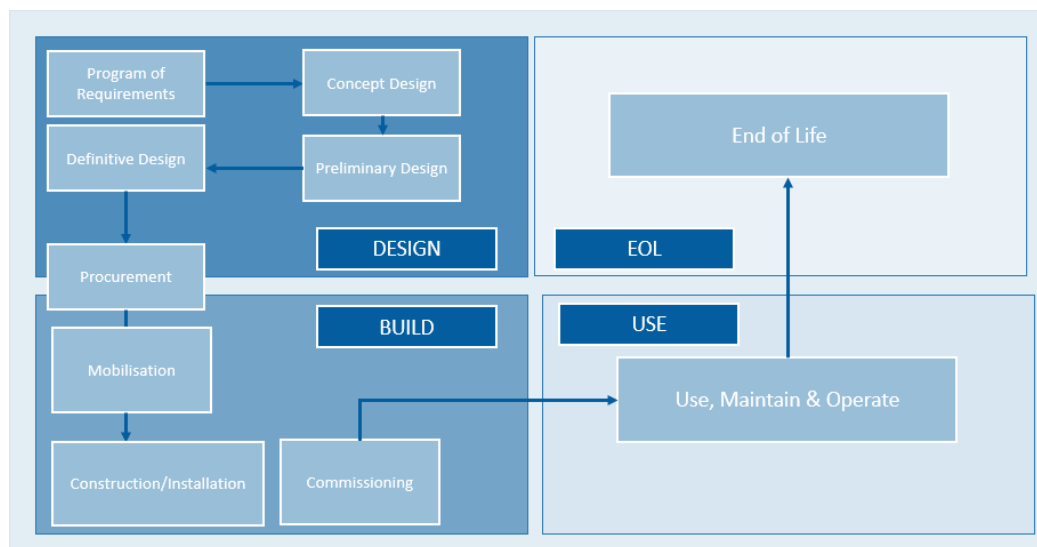 Program of
Requirements
Concept Design
Definitive Design
Preliminary Design
DESIGN
Procurement
BUILD
Mobilisation
Construction/Installation
Commissioning
End of Life
EOL
USE
Use, Maintain & Operate